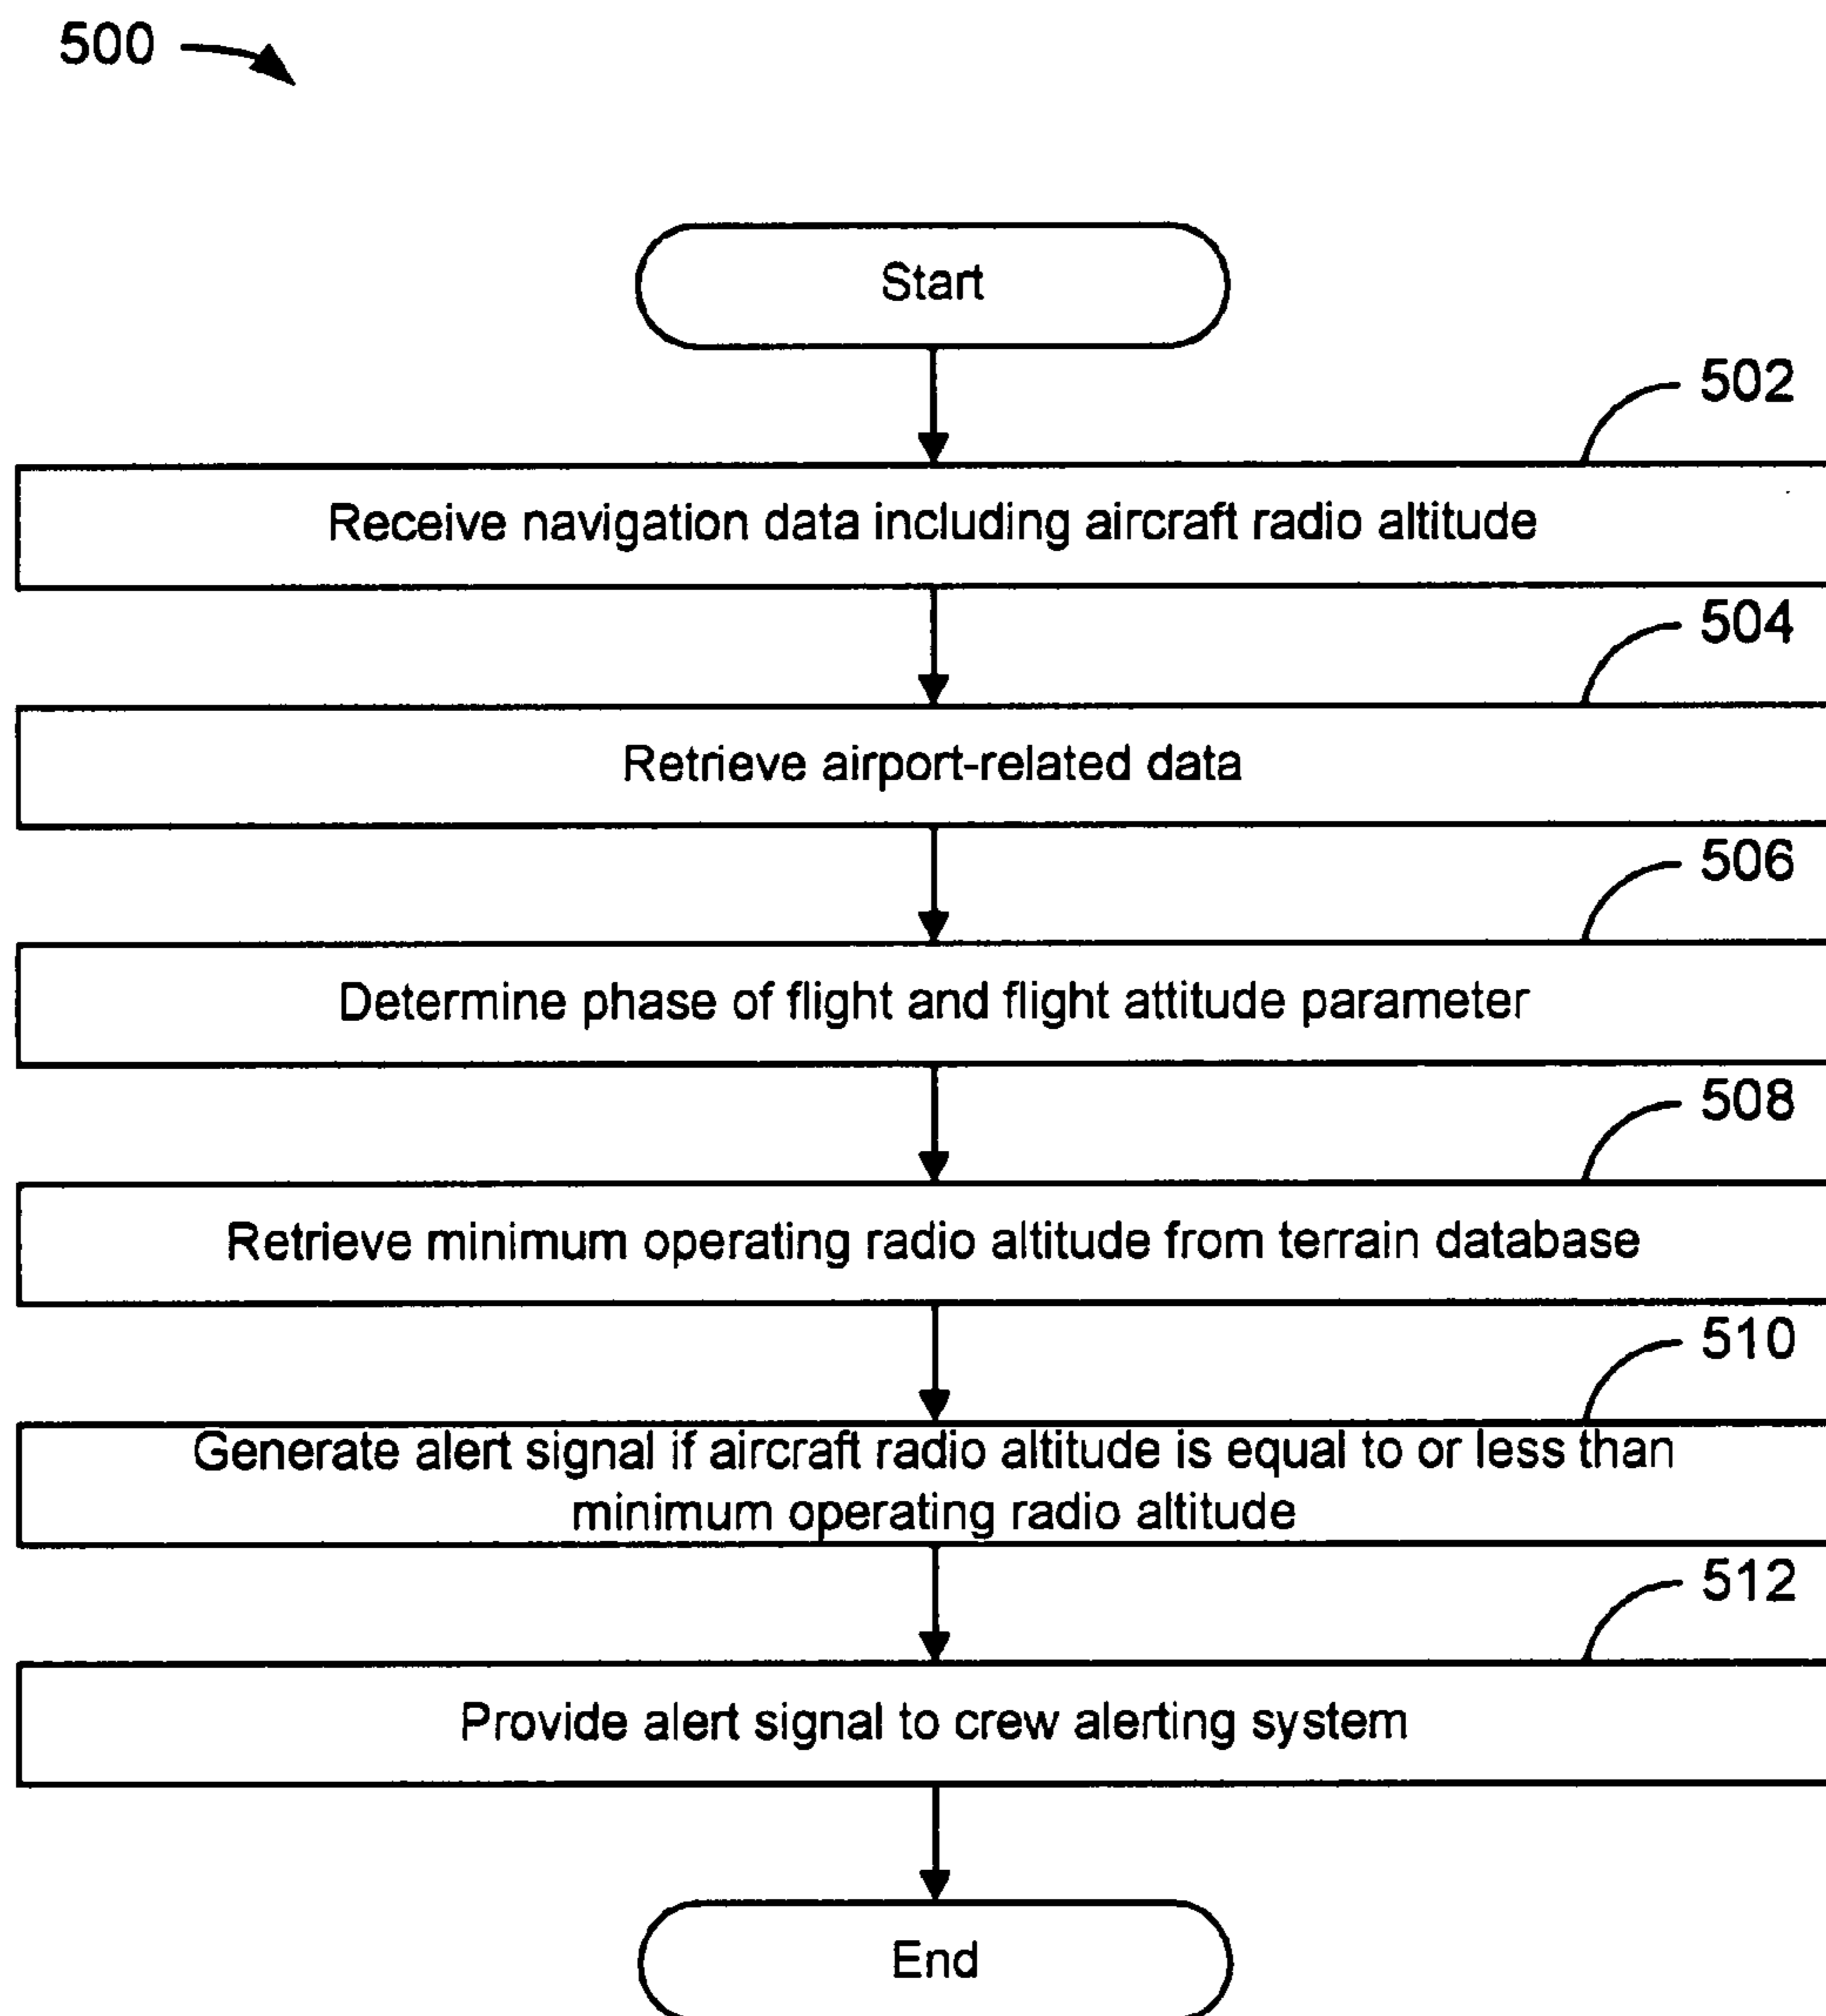 500
Start
502
Receive navigation data including aircraft radio altitude
504
Retrieve airport-related data
506
Determine phase of flight and flight attitude parameter
508
Retrieve minimum operating radio altitude from terrain database
510
Generate alert signal if aircraft radio altitude is equal to or less than
minimum operating radio altitude
512
Provide alert signal to crew alerting system
End